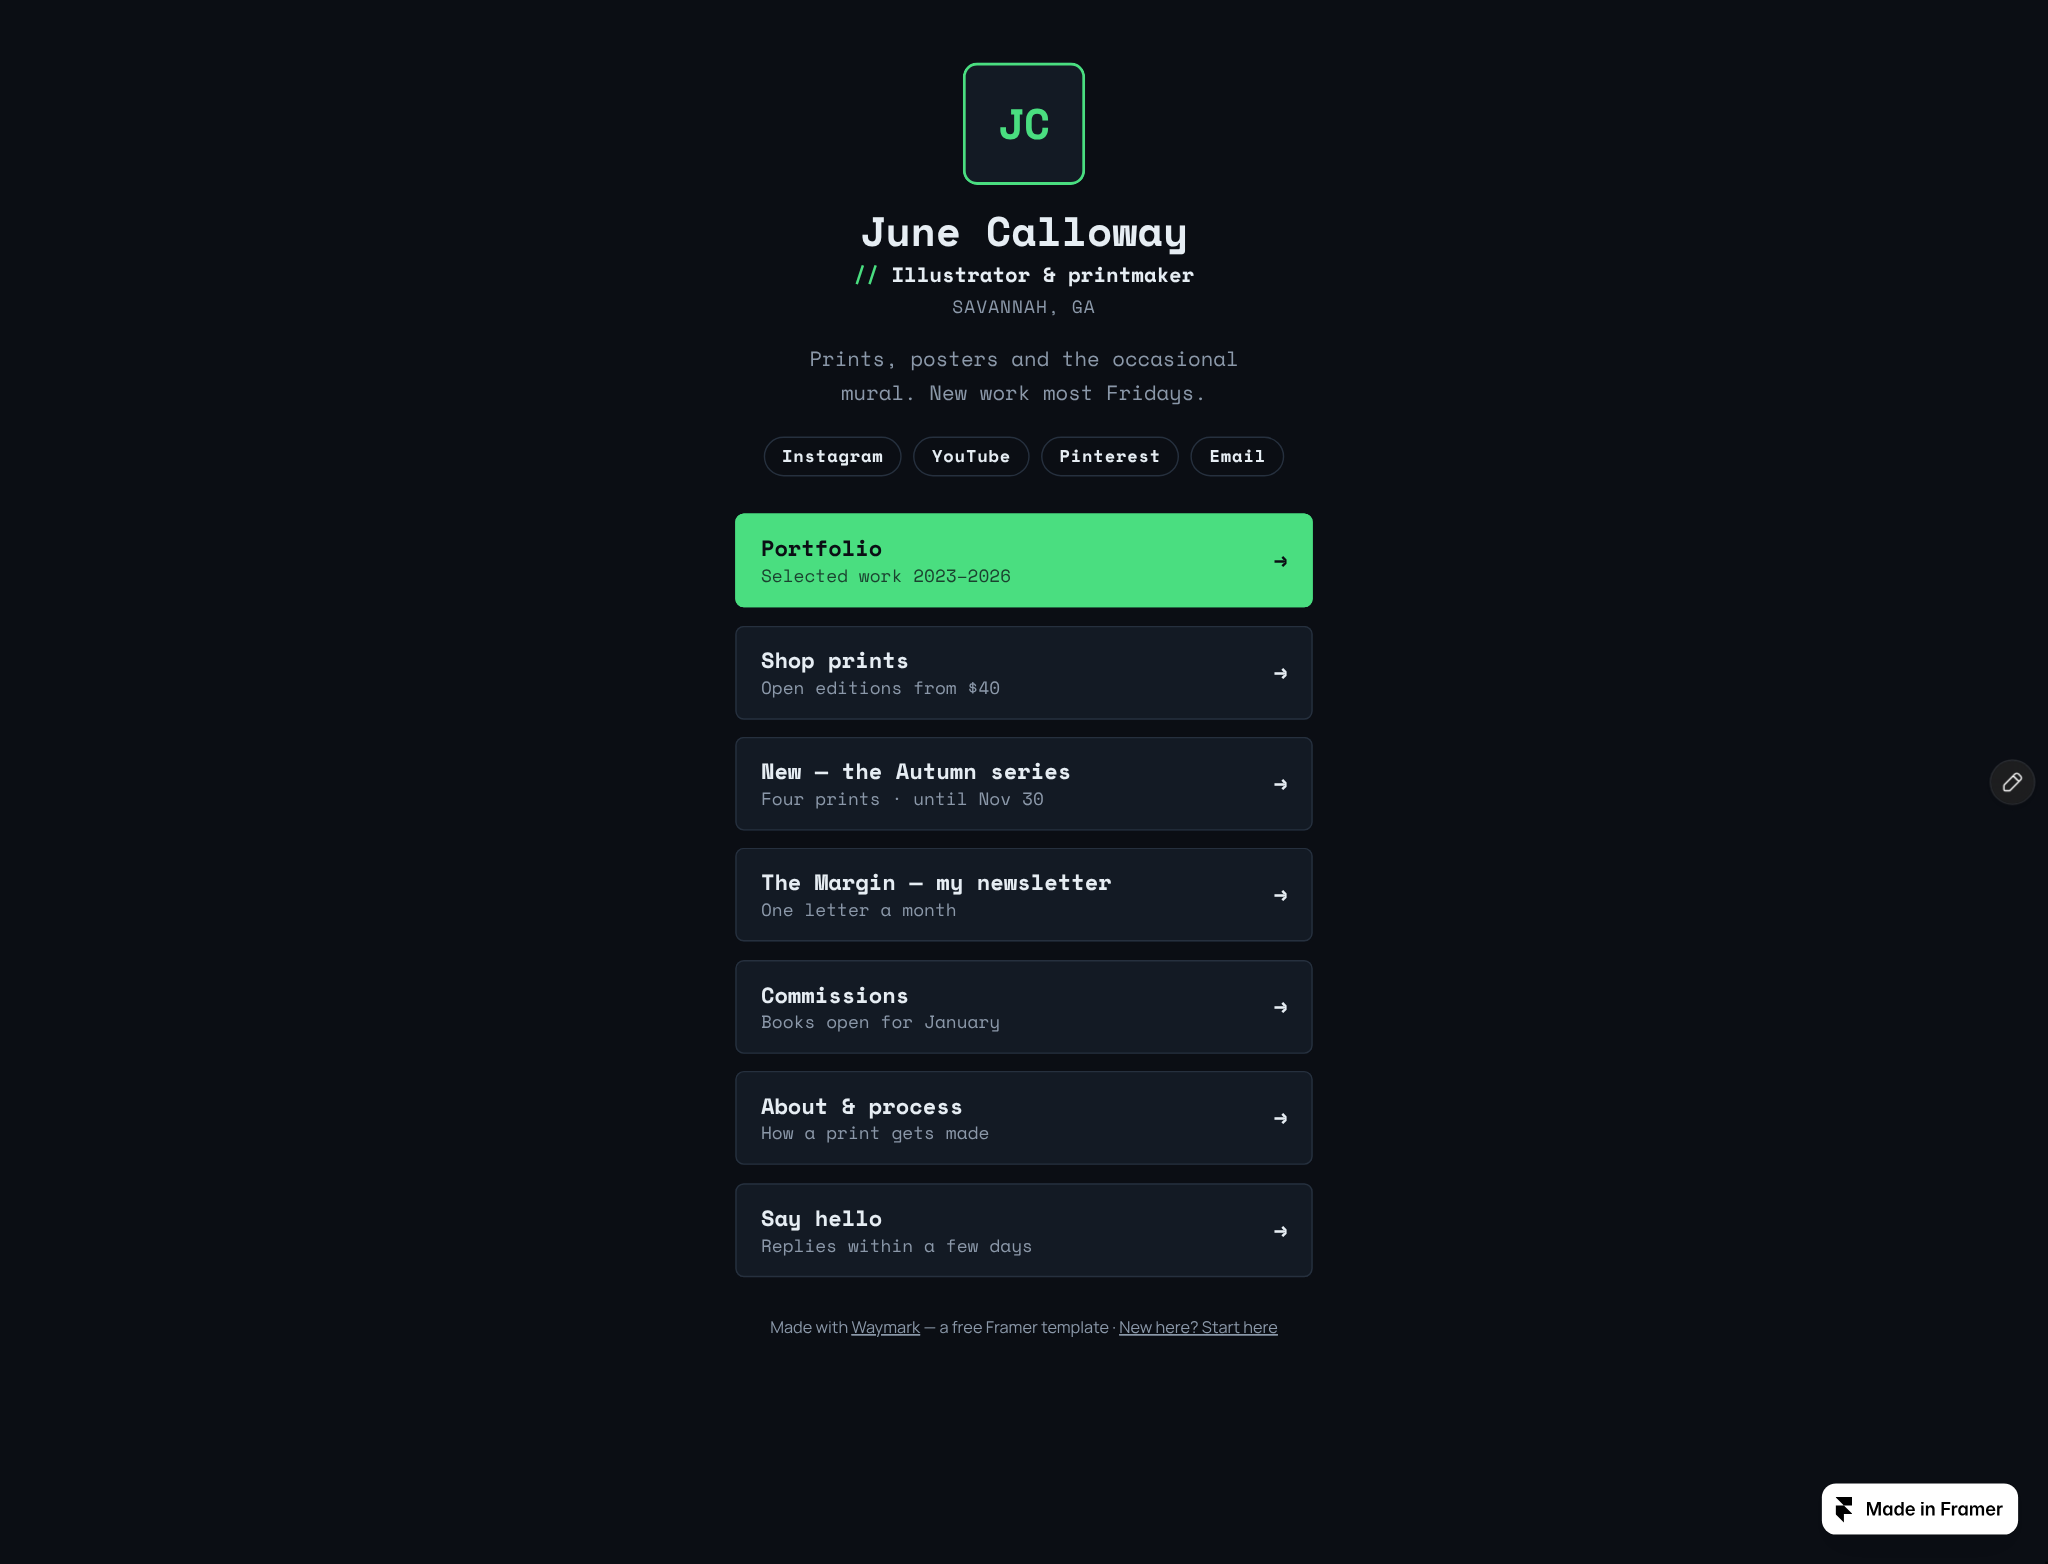 JC
June Calloway
// Illustrator & printmaker
SAVANNAH, GA
Prints, posters and the occasional
mural. New work most Fridays.
Instagram YouTube Pinterest Email
Portfolio →
Selected work 2023–2026
Shop prints →
Open editions from $40
New — the Autumn series →
Four prints · until Nov 30
The Margin — my newsletter →
One letter a month
Commissions →
Books open for January
About & process →
How a print gets made
Say hello →
Replies within a few days
Made with Waymark — a free Framer template · New here? Start here
Made in Framer